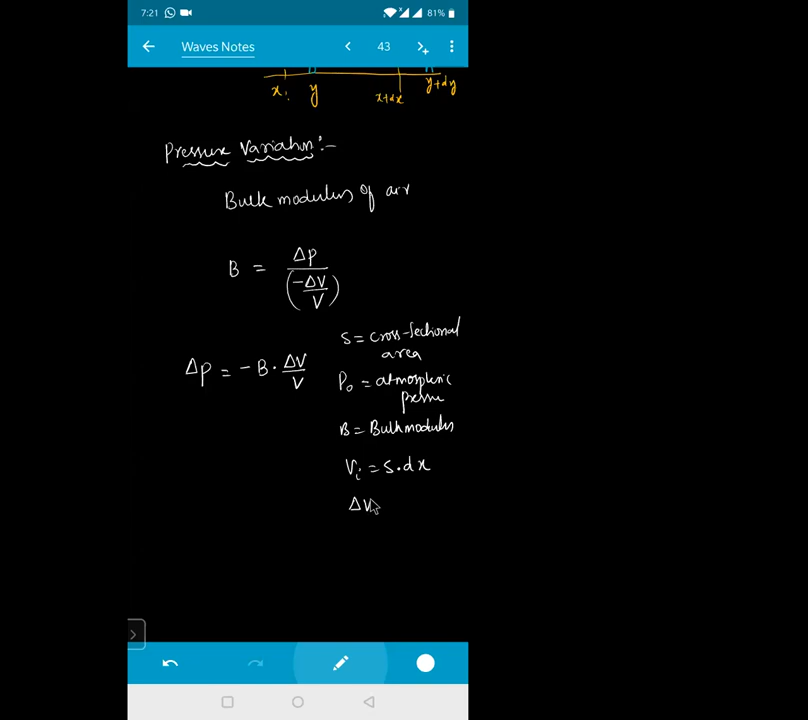 7:21 81%
Waves Notes 43
x: y x+dx y+dy
Pressure Variation:-
Bulk modulus of air
B = Δp / (-ΔV/V)
S = cross-sectional area
Δp = -B · ΔV/V
P₀ = atmospheric pressure
B = Bulk modulus
Vᵢ = S·dx
ΔV